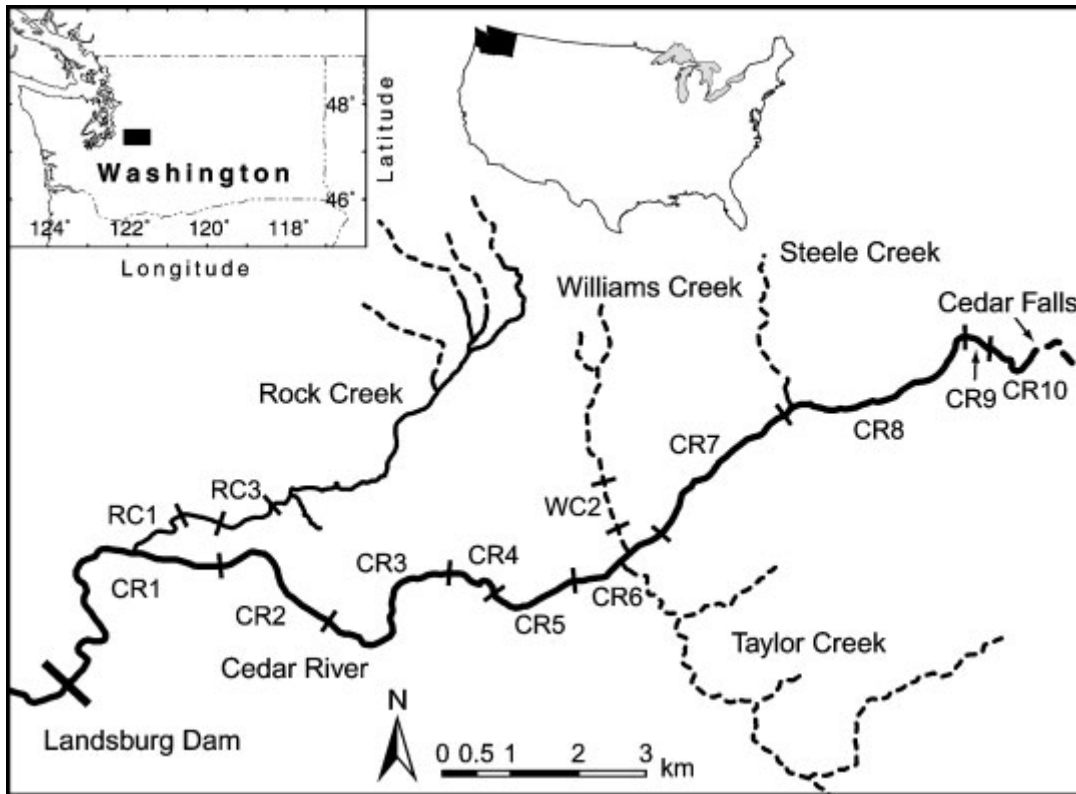 48°
46°
Latitude
Washington
124° 122° 120° 118°
Longitude
Steele Creek
Williams Creek
Cedar Falls
Rock Creek
CR9
CR10
CR8
CR7
RC3
RC1
WC2
CR3
CR4
CR1
CR2
CR5
CR6
Cedar River
Taylor Creek
Landsburg Dam
N
0 0.5 1 2 3
km